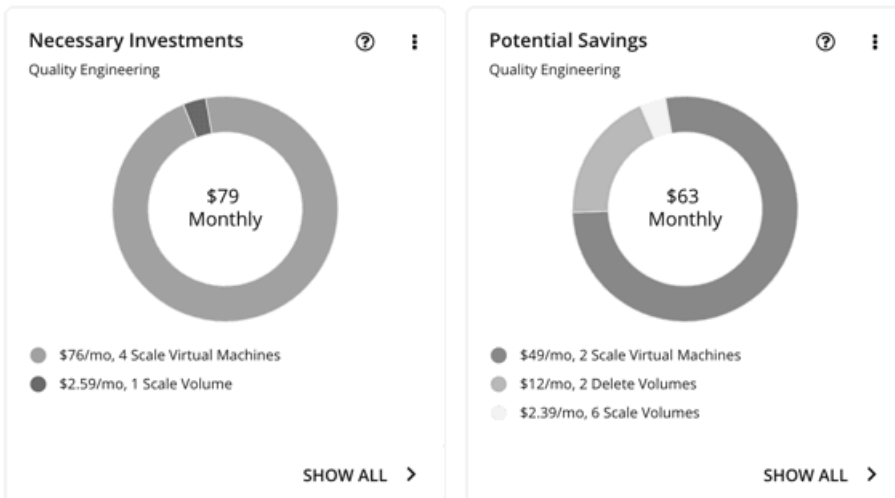 Necessary Investments
Quality Engineering
$79
Monthly
$76/mo, 4 Scale Virtual Machines
$2.59/mo, 1 Scale Volume
SHOW ALL
Potential Savings
Quality Engineering
$63
Monthly
$49/mo, 2 Scale Virtual Machines
$12/mo, 2 Delete Volumes
$2.39/mo, 6 Scale Volumes
SHOW ALL